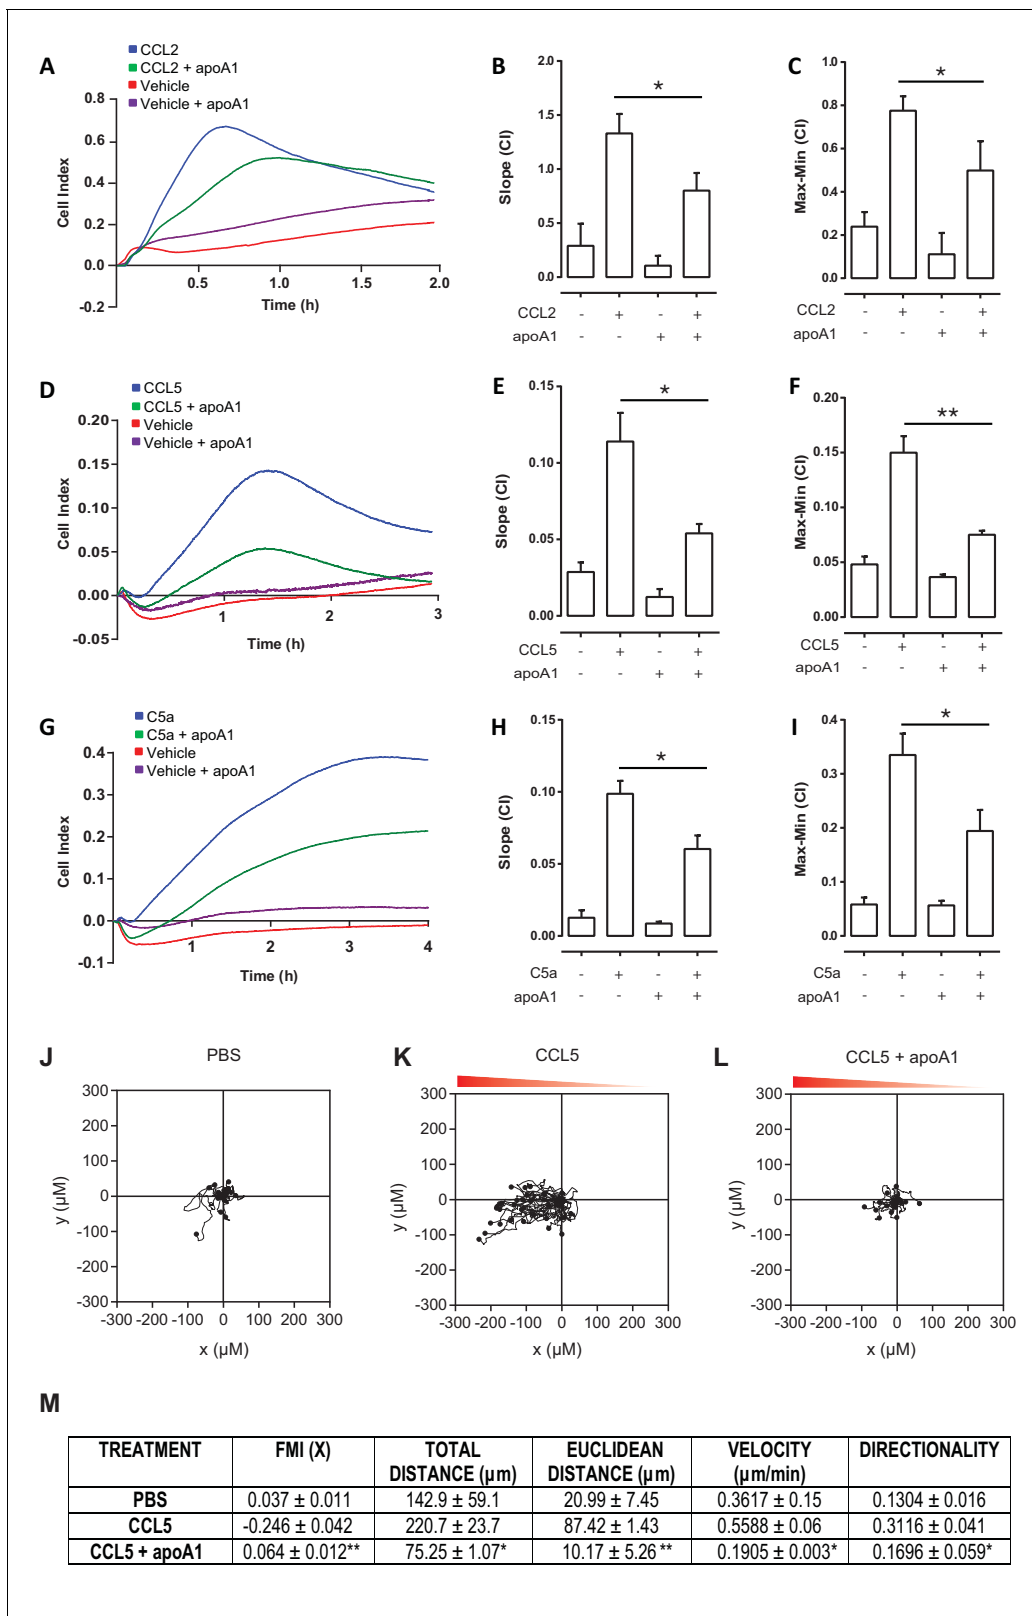 A
CCL2
CCL2 + apoA1
Vehicle
Vehicle + apoA1
0.8
0.6
0.4
0.2
0.0
-0.2
Cell Index
0.5
1.0
1.5
2.0
Time (h)
B
2.0
1.5
1.0
0.5
0.0
Slope (CI)
*
CCL2 - + - +
apoA1 - - + +
C
1.0
0.8
0.6
0.4
0.2
0.0
Max-Min (CI)
*
CCL2 - + - +
apoA1 - - + +
D
CCL5
CCL5 + apoA1
Vehicle
Vehicle + apoA1
0.20
0.15
0.10
0.05
0.00
-0.05
Cell Index
1
2
3
Time (h)
E
0.15
0.10
0.05
0.00
Slope (CI)
*
CCL5 - + - +
apoA1 - - + +
F
0.20
0.15
0.10
0.05
0.00
Max-Min (CI)
**
CCL5 - + - +
apoA1 - - + +
G
C5a
C5a + apoA1
Vehicle
Vehicle + apoA1
0.4
0.3
0.2
0.1
0.0
-0.1
Cell Index
1
2
3
4
Time (h)
H
0.15
0.10
0.05
0.00
Slope (CI)
*
C5a - + - +
apoA1 - - + +
I
0.4
0.3
0.2
0.1
0.0
Max-Min (CI)
*
C5a - + - +
apoA1 - - + +
J
PBS
300
200
100
0
-100
-200
-300
y (µM)
-300 -200 -100 0 100 200 300
x (µM)
K
CCL5
300
200
100
0
-100
-200
-300
y (µM)
-300 -200 -100 0 100 200 300
x (µM)
L
CCL5 + apoA1
300
200
100
0
-100
-200
-300
y (µM)
-300 -200 -100 0 100 200 300
x (µM)
M
TREATMENT FMI (X) TOTAL DISTANCE (µm) EUCLIDEAN DISTANCE (µm) VELOCITY (µm/min) DIRECTIONALITY
PBS 0.037 ± 0.011 142.9 ± 59.1 20.99 ± 7.45 0.3617 ± 0.15 0.1304 ± 0.016
CCL5 -0.246 ± 0.042 220.7 ± 23.7 87.42 ± 1.43 0.5588 ± 0.06 0.3116 ± 0.041
CCL5 + apoA1 0.064 ± 0.012** 75.25 ± 1.07* 10.17 ± 5.26 ** 0.1905 ± 0.003* 0.1696 ± 0.059*